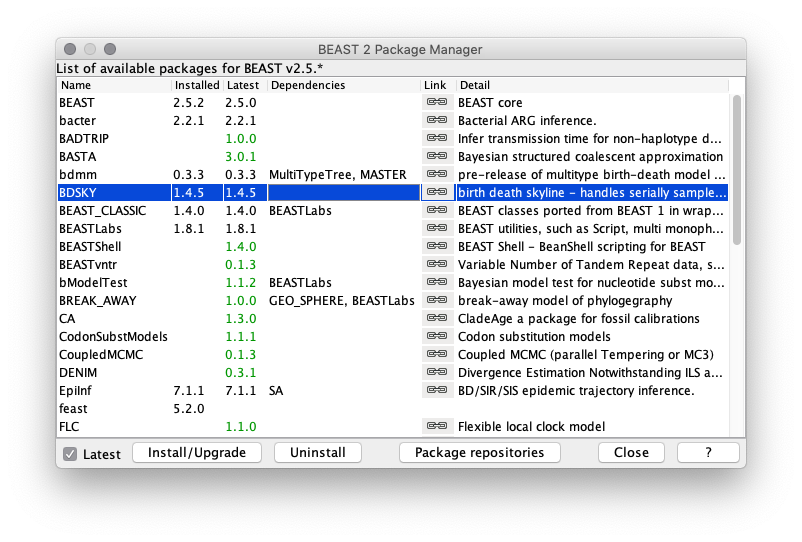 BEAST 2 Package Manager
List of available packages for BEAST v2.5.*
Name Installed Latest Dependencies Link Detail
BEAST 2.5.2 2.5.0 BEAST core
bacter 2.2.1 2.2.1 Bacterial ARG inference.
BADTRIP 1.0.0 Infer transmission time for non-haplotype d...
BASTA 3.0.1 Bayesian structured coalescent approximation
bdmm 0.3.3 0.3.3 MultiTypeTree, MASTER pre-release of multitype birth-death model ...
BDSKY 1.4.5 1.4.5 birth death skyline - handles serially sample...
BEAST_CLASSIC 1.4.0 1.4.0 BEASTLabs BEAST classes ported from BEAST 1 in wrap...
BEASTLabs 1.8.1 1.8.1 BEAST utilities, such as Script, multi monoph...
BEASTShell 1.4.0 BEAST Shell - BeanShell scripting for BEAST
BEASTvntr 0.1.3 Variable Number of Tandem Repeat data, s...
bModelTest 1.1.2 BEASTLabs Bayesian model test for nucleotide subst mo...
BREAK_AWAY 1.0.0 GEO_SPHERE, BEASTLabs break-away model of phylogegraphy
CA 1.3.0 CladeAge a package for fossil calibrations
CodonSubstModels 1.1.1 Codon substitution models
CoupledMCMC 0.1.3 Coupled MCMC (parallel Tempering or MC3)
DENIM 0.3.1 Divergence Estimation Notwithstanding ILS a...
EpiInf 7.1.1 7.1.1 SA BD/SIR/SIS epidemic trajectory inference.
feast 5.2.0
FLC 1.1.0 Flexible local clock model
Latest Install/Upgrade Uninstall Package repositories Close ?